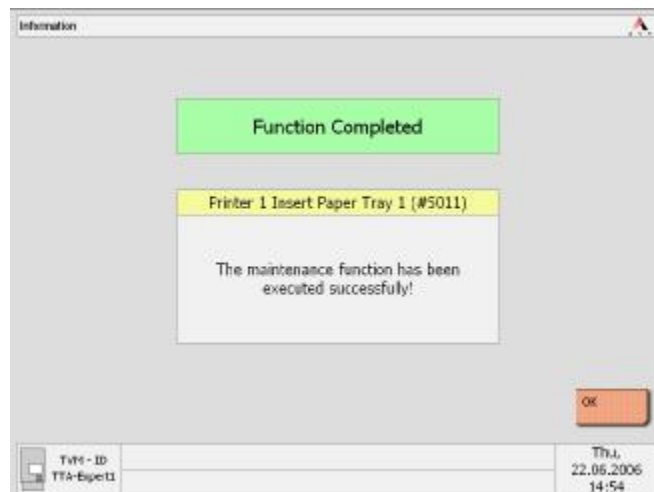 Information
Function Completed
Printer 1 Insert Paper Tray 1 (#5011)
The maintenance function has been
executed successfully!
OK
TVM - ID
TTA-Expert1
Thu,
22.06.2006
14:54